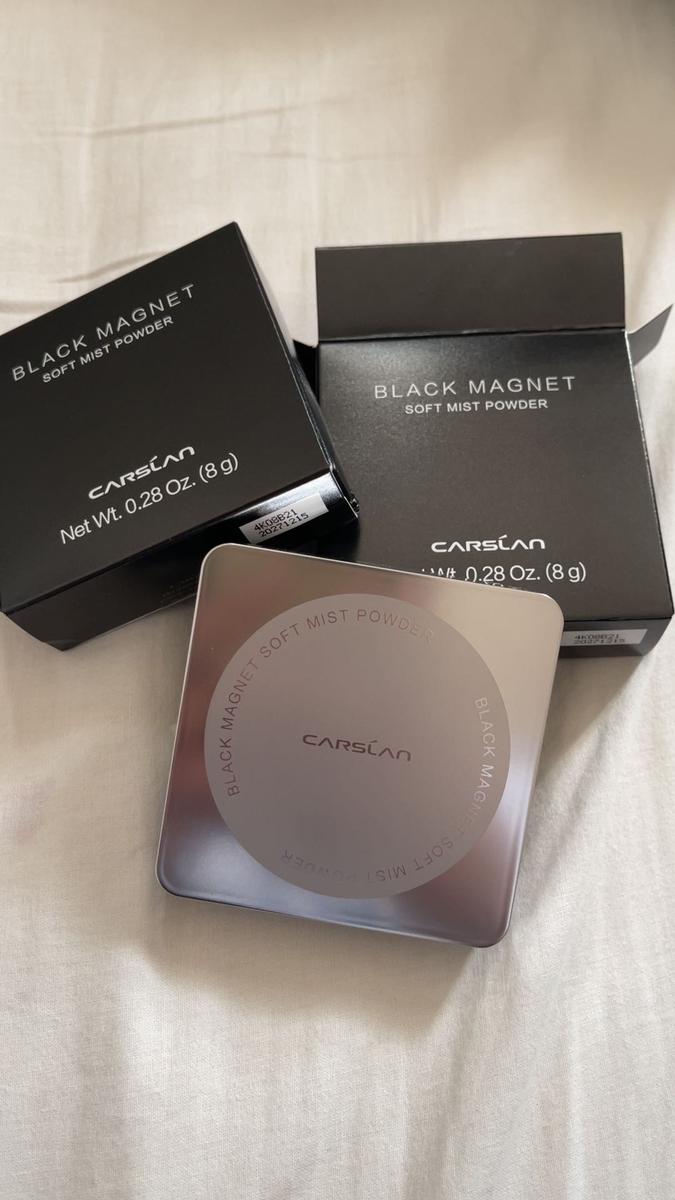 BLACK MAGNET
SOFT MIST POWDER
CARSLAN
Net Wt. 0.28 Oz. (8 g)
4K08B21
20271215
BLACK MAGNET
SOFT MIST POWDER
CARSLAN
Wt. 0.28 Oz. (8 g)
4K08B21
20271215
BLACK MAGNET SOFT MIST POWDER
BLACK MAGNET SOFT MIST POWDER
CARSLAN